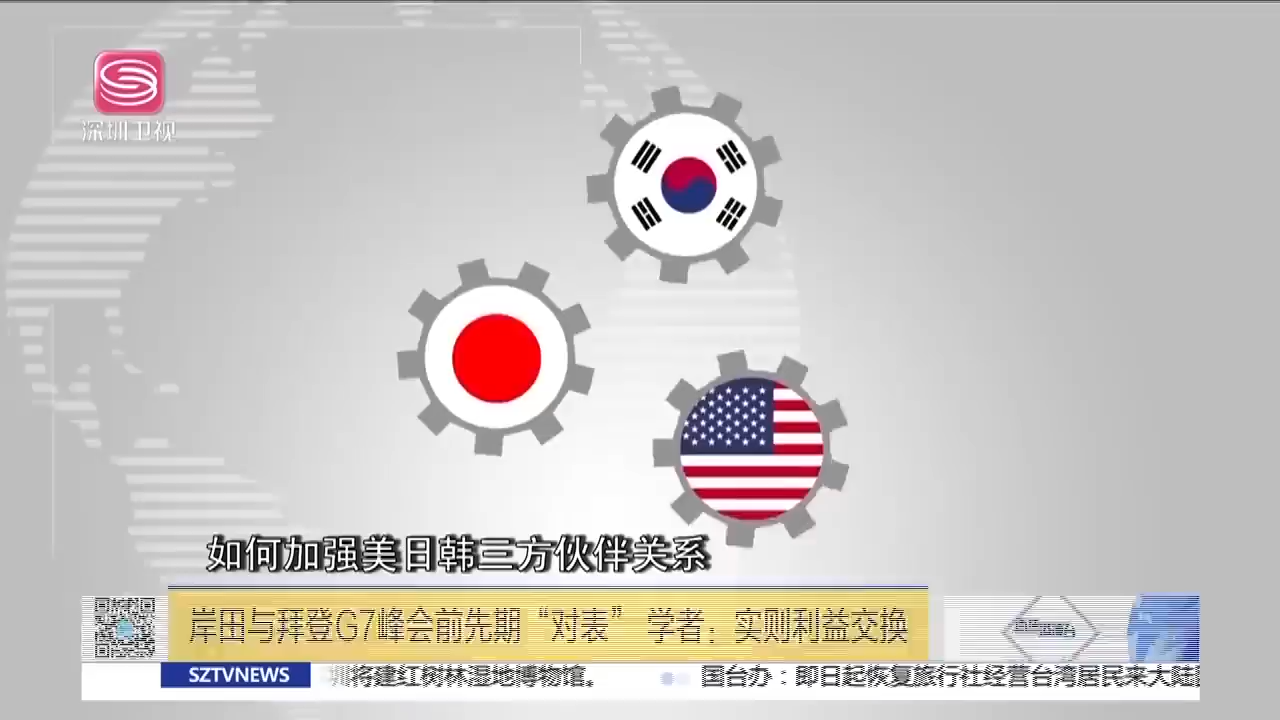 深圳卫视
如何加强美日韩三方伙伴关系
岸田与拜登G7峰会前先期“对表” 学者：实则利益交换
SZTVNEWS
圳将建红树林湿地博物馆。 国台办：即日起恢复旅行社经营台湾居民来大陆